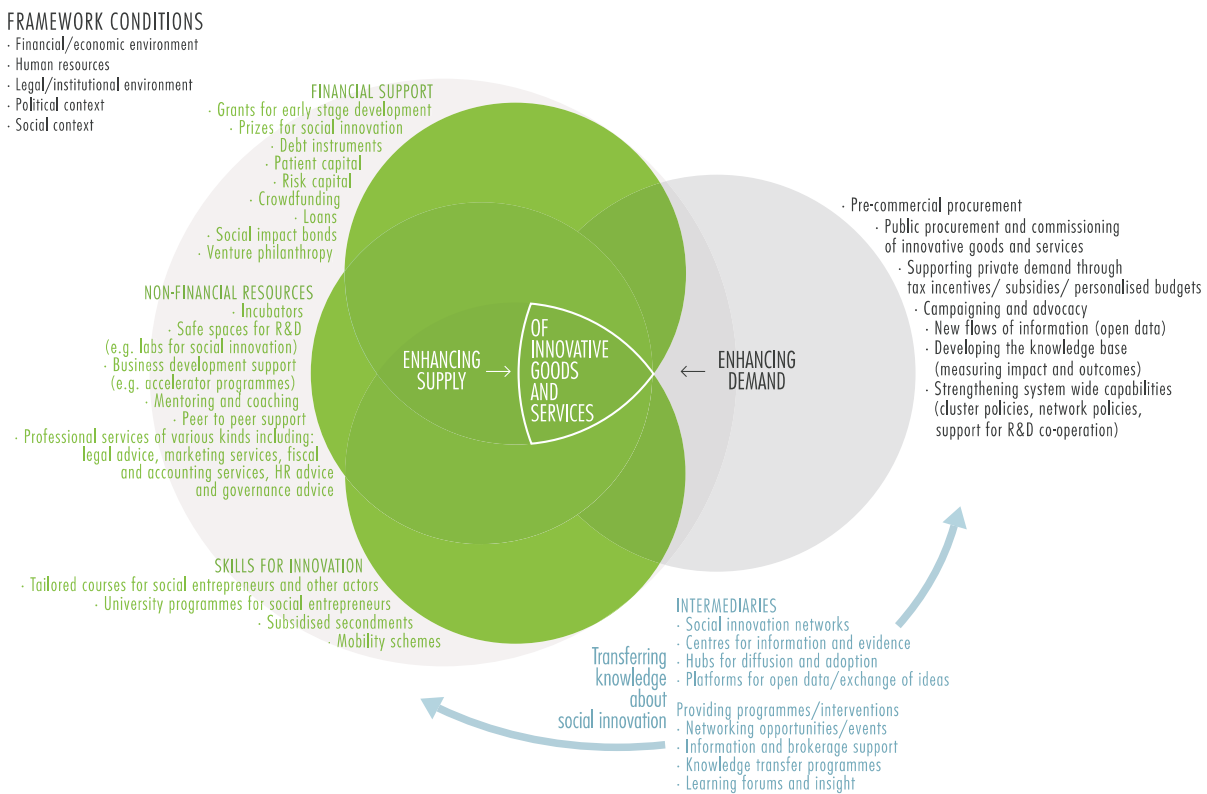 FRAMEWORK CONDITIONS
· Financial/economic environment
· Human resources
· Legal/institutional environment
· Political context
· Social context
FINANCIAL SUPPORT
· Grants for early stage development
· Prizes for social innovation
· Debt instruments
· Patient capital
· Risk capital
· Crowdfunding
· Loans
· Social impact bonds
· Venture philanthropy
NON-FINANCIAL RESOURCES
· Incubators
· Safe spaces for R&D
(e.g. labs for social innovation)
· Business development support
(e.g. accelerator programmes)
· Mentoring and coaching
· Peer to peer support
· Professional services of various kinds including:
legal advice, marketing services, fiscal
and accounting services, HR advice
and governance advice
SKILLS FOR INNOVATION
· Tailored courses for social entrepreneurs and other actors
· University programmes for social entrepreneurs
· Subsidised secondments
· Mobility schemes
ENHANCING
SUPPLY
OF
INNOVATIVE
GOODS
AND
SERVICES
ENHANCING
DEMAND
· Pre-commercial procurement
· Public procurement and commissioning
of innovative goods and services
· Supporting private demand through
tax incentives/ subsidies/ personalised budgets
· Campaigning and advocacy
· New flows of information (open data)
· Developing the knowledge base
(measuring impact and outcomes)
· Strengthening system wide capabilities
(cluster policies, network policies,
support for R&D co-operation)
Transferring
knowledge
about
social innovation
INTERMEDIARIES
· Social innovation networks
· Centres for information and evidence
· Hubs for diffusion and adoption
· Platforms for open data/exchange of ideas
Providing programmes/interventions
· Networking opportunities/events
· Information and brokerage support
· Knowledge transfer programmes
· Learning forums and insight